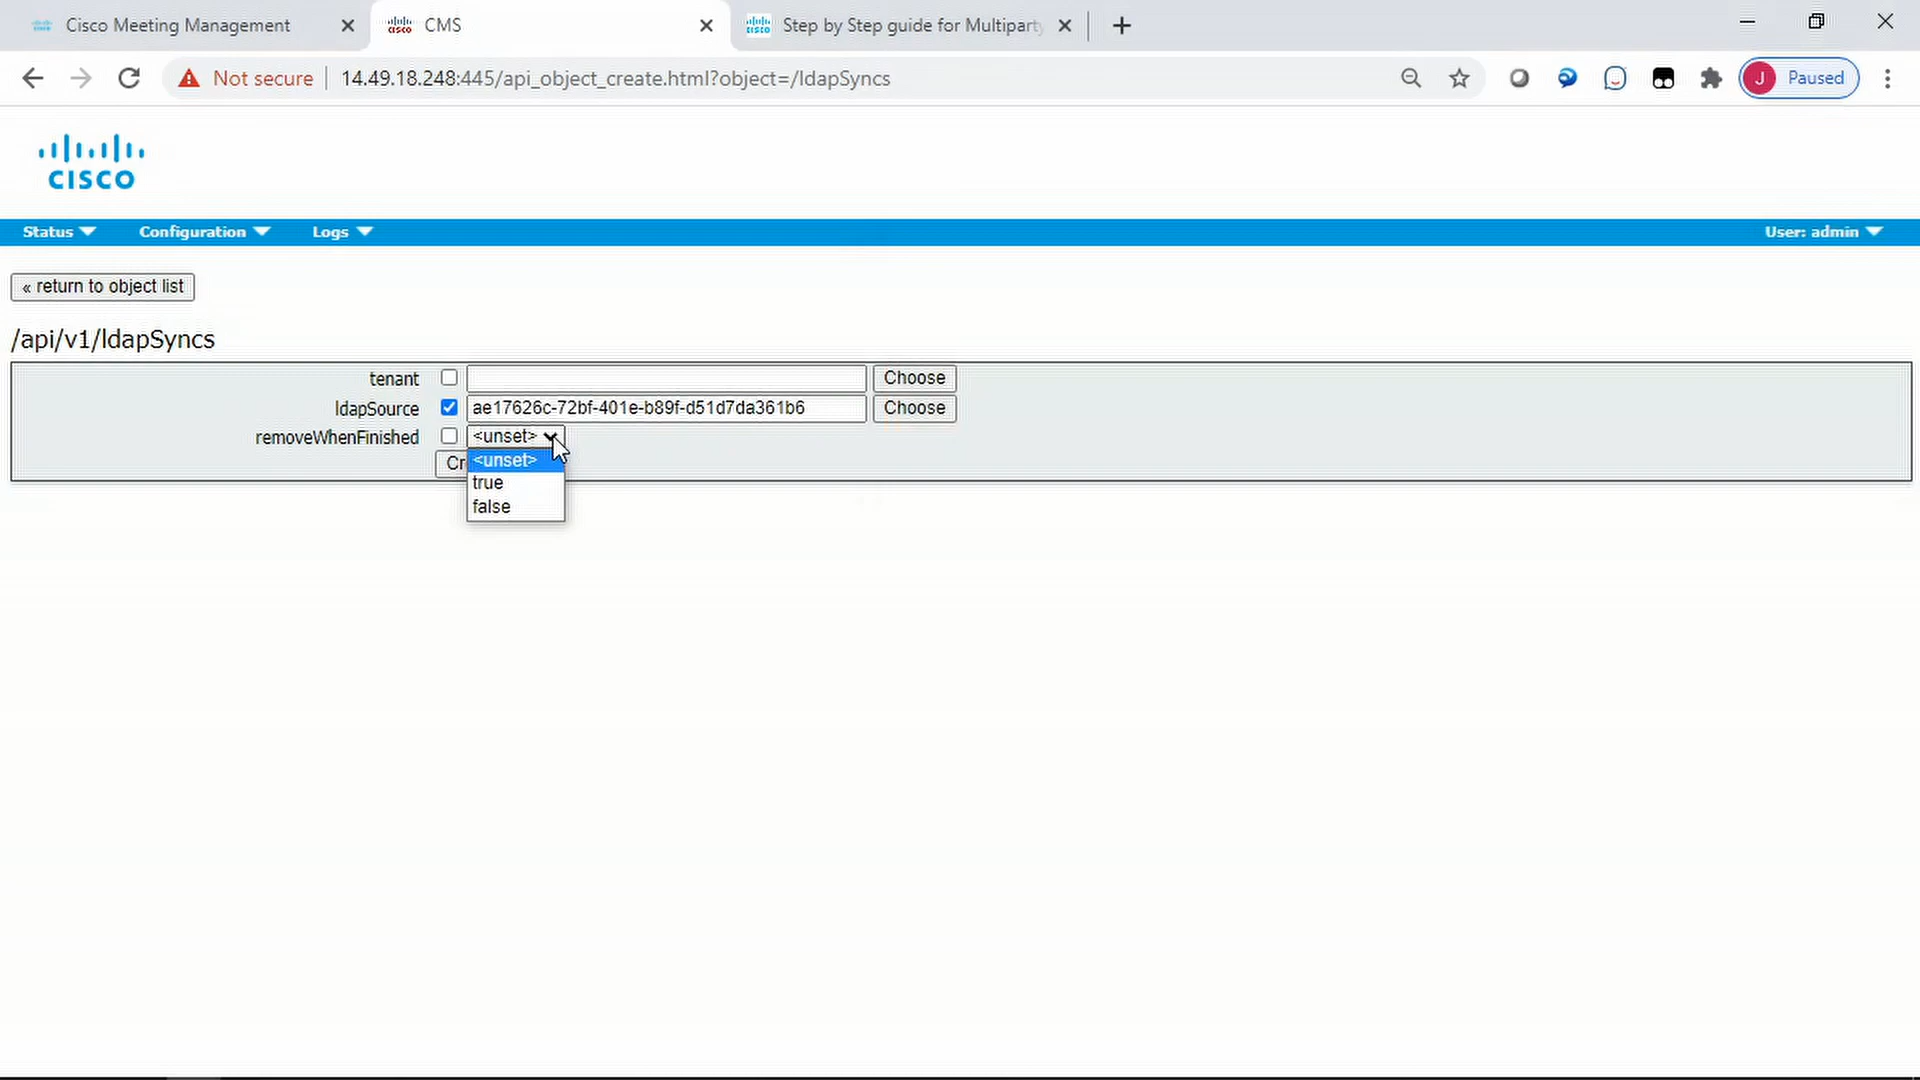 Cisco Meeting Management
CMS
Step by Step guide for Multiparty
Not secure
14.49.18.248:445/api_object_create.html?object=/ldapSyncs
J Paused
CISCO
Status
Configuration
Logs
User: admin
« return to object list
/api/v1/ldapSyncs
tenant
Choose
ldapSource
ae17626c-72bf-401e-b89f-d51d7da361b6
Choose
removeWhenFinished
<unset>
Cr
<unset>
true
false